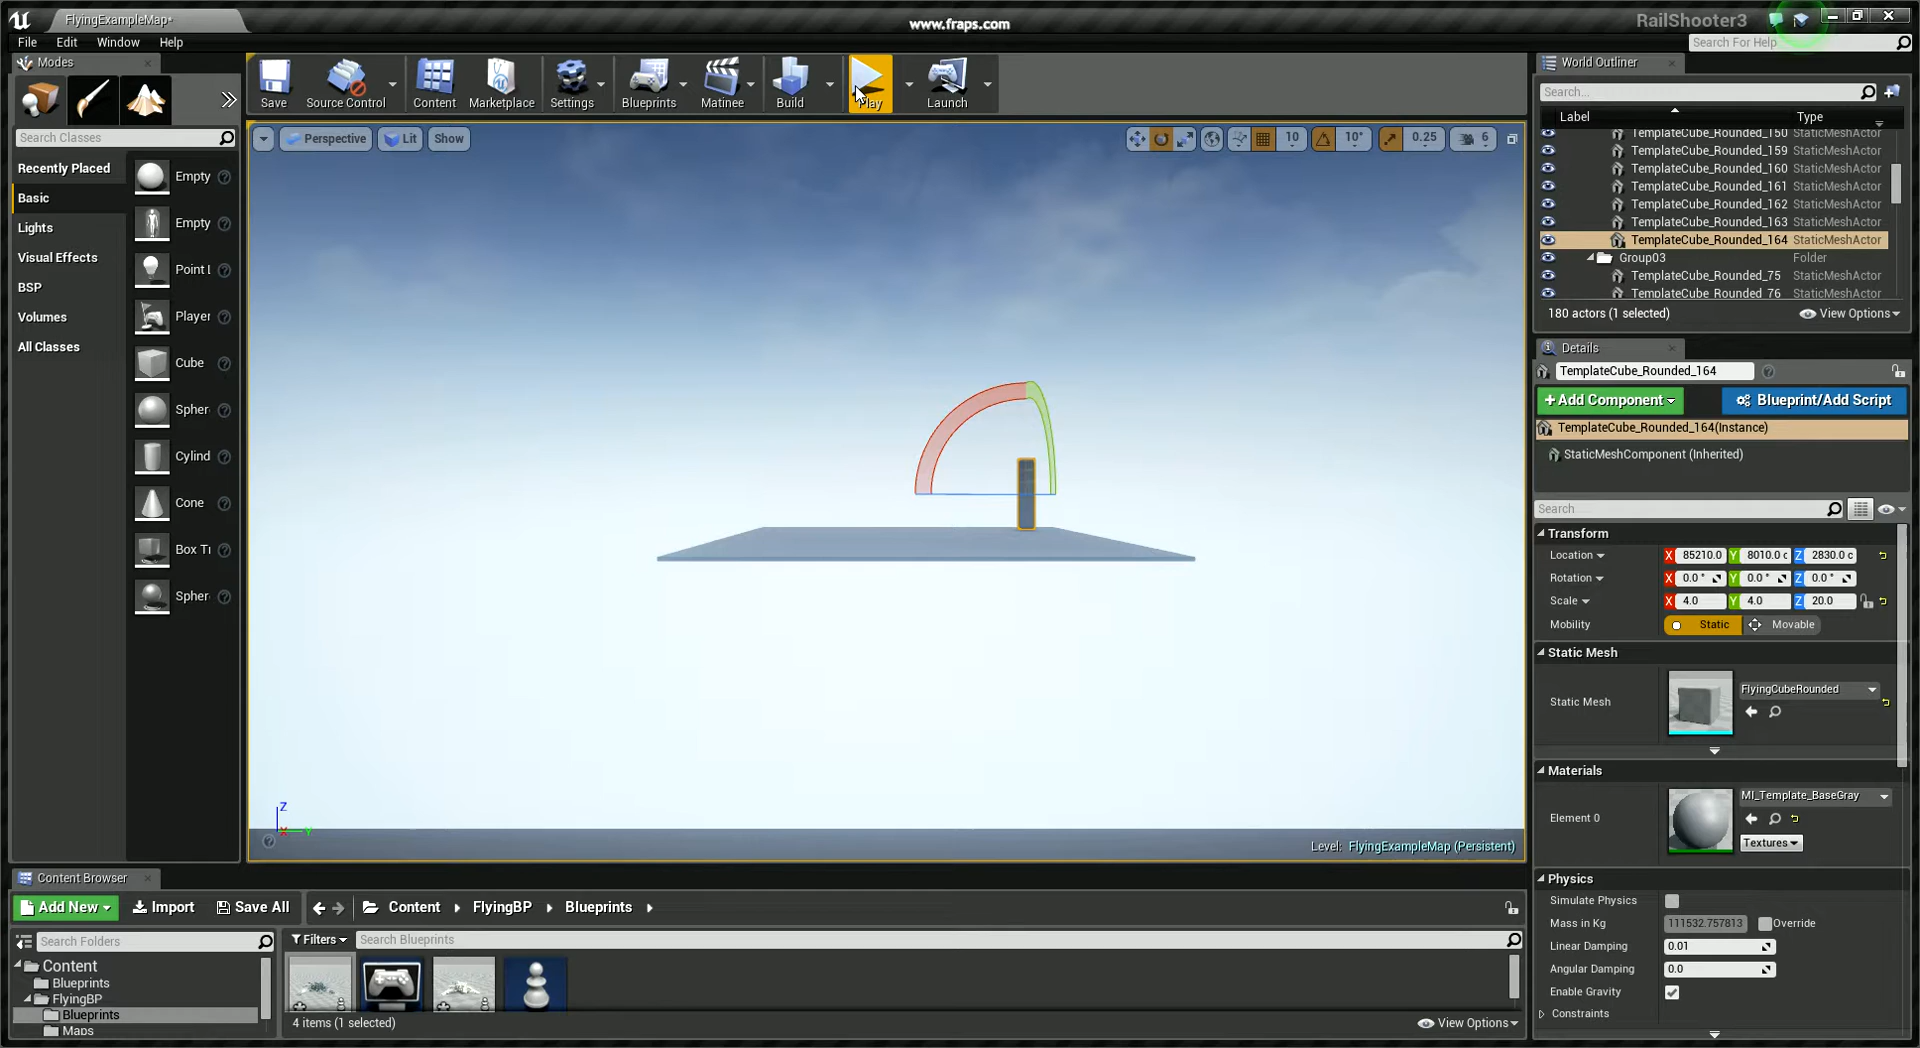 FlyingExampleMap*
www.fraps.com
RailShooter3
File Edit Window Help
Search For Help
Modes
Search Classes
Recently Placed
Basic
Lights
Visual Effects
BSP
Volumes
All Classes
Empty
Empty
Point L
Player
Cube
Spher
Cylind
Cone
Box Tr
Spher
Save
Source Control
Content
Marketplace
Settings
Blueprints
Matinee
Build
Play
Launch
Perspective
Lit
Show
10
10°
0.25
6
Z
X
Y
Level: FlyingExampleMap (Persistent)
World Outliner
Search...
Label Type
TemplateCube_Rounded_159 StaticMeshActor
TemplateCube_Rounded_160 StaticMeshActor
TemplateCube_Rounded_161 StaticMeshActor
TemplateCube_Rounded_162 StaticMeshActor
TemplateCube_Rounded_163 StaticMeshActor
TemplateCube_Rounded_164 StaticMeshActor
Group03 Folder
TemplateCube_Rounded_75 StaticMeshActor
TemplateCube_Rounded_76 StaticMeshActor
180 actors (1 selected)
View Options
Details
TemplateCube_Rounded_164
+Add Component
Blueprint/Add Script
TemplateCube_Rounded_164(Instance)
StaticMeshComponent (Inherited)
Search
Transform
Location X 85210.0 Y 8010.0 c Z 2830.0 c
Rotation X 0.0 ° Y 0.0 ° Z 0.0 °
Scale X 4.0 Y 4.0 Z 20.0
Mobility Static Movable
Static Mesh
Static Mesh
FlyingCubeRounded
Materials
Element 0
MI_Template_BaseGray
Textures
Physics
Simulate Physics
Mass in Kg 111532.757813 Override
Linear Damping 0.01
Angular Damping 0.0
Enable Gravity
Constraints
Content Browser
Add New
Import
Save All
Content
FlyingBP
Blueprints
Search Folders
Filters
Search Blueprints
Content
Blueprints
FlyingBP
Blueprints
Maps
4 items (1 selected)
View Options